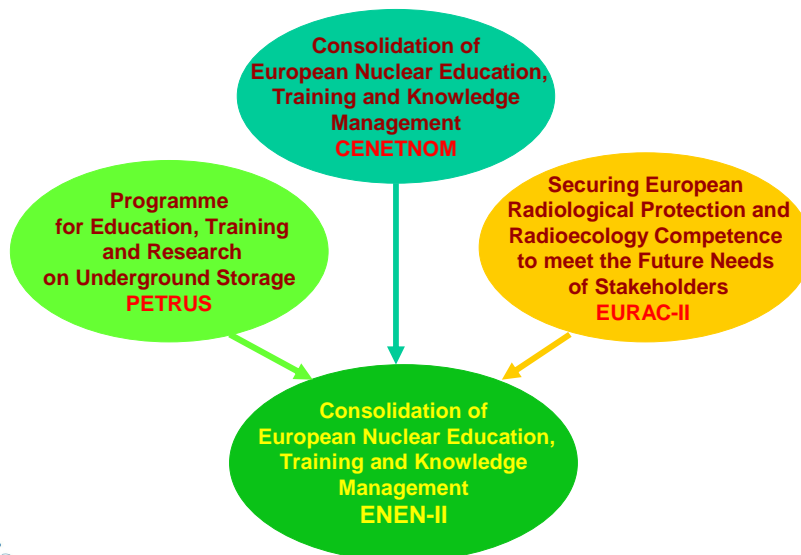 Consolidation of
European Nuclear Education,
Training and Knowledge
Management
CENETNOM
Programme
for Education, Training
and Research
on Underground Storage
PETRUS
Securing European
Radiological Protection and
Radioecology Competence
to meet the Future Needs
of Stakeholders
EURAC-II
Consolidation of
European Nuclear Education,
Training and Knowledge
Management
ENEN-II